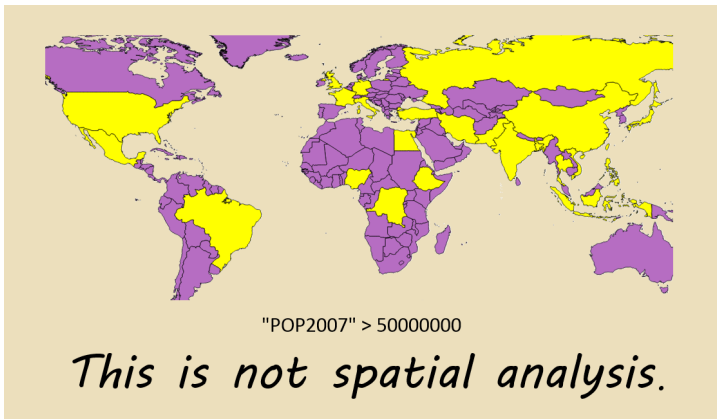 "POP2007" > 50000000
This is not spatial analysis.